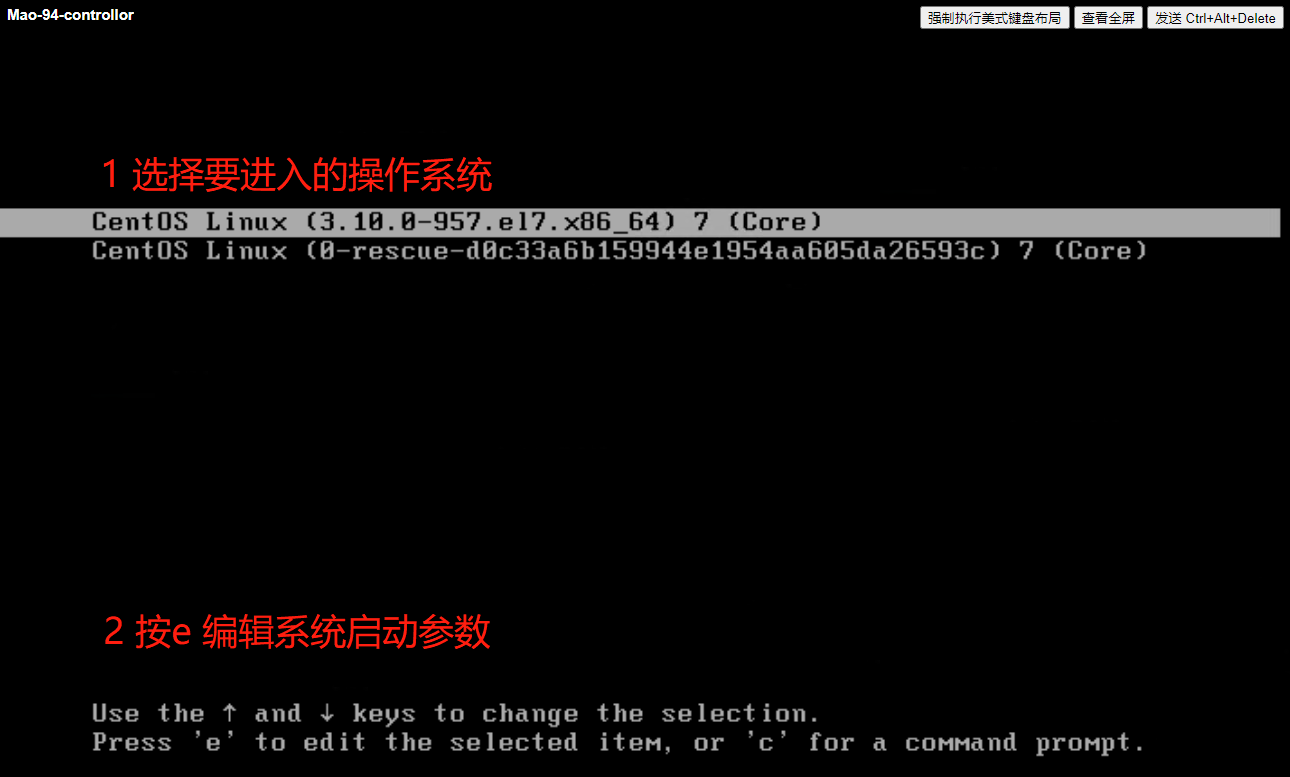 Mao-94-controllor
强制执行美式键盘布局 查看全屏 发送 Ctrl+Alt+Delete
1 选择要进入的操作系统
CentOS Linux (3.10.0-957.el7.x86_64) 7 (Core)
CentOS Linux (0-rescue-d0c33a6b159944e1954aa605da26593c) 7 (Core)
2 按e 编辑系统启动参数
Use the ↑ and ↓ keys to change the selection.
Press 'e' to edit the selected item, or 'c' for a command prompt.